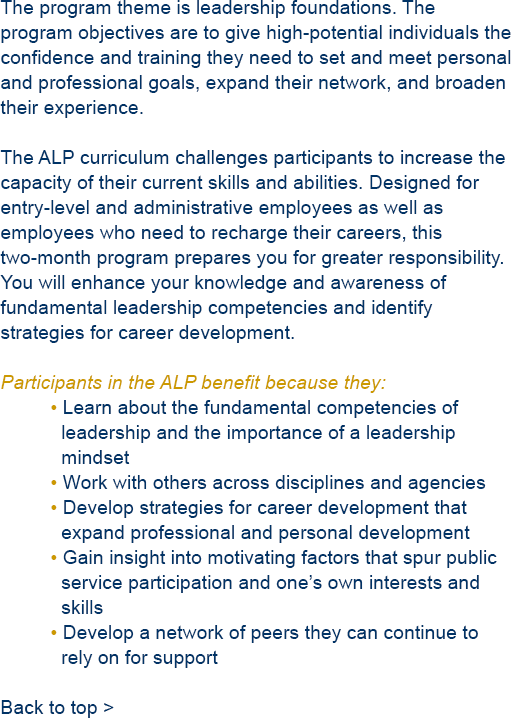 The program theme is leadership foundations. The
program objectives are to give high-potential individuals the
confidence and training they need to set and meet personal
and professional goals, expand their network, and broaden
their experience.
The ALP curriculum challenges participants to increase the
capacity of their current skills and abilities. Designed for
entry-level and administrative employees as well as
employees who need to recharge their careers, this
two-month program prepares you for greater responsibility.
You will enhance your knowledge and awareness of
fundamental leadership competencies and identify
strategies for career development.
Participants in the ALP benefit because they:
• Learn about the fundamental competencies of
leadership and the importance of a leadership
mindset
• Work with others across disciplines and agencies
• Develop strategies for career development that
expand professional and personal development
• Gain insight into motivating factors that spur public
service participation and one’s own interests and
skills
• Develop a network of peers they can continue to
rely on for support
Back to top >